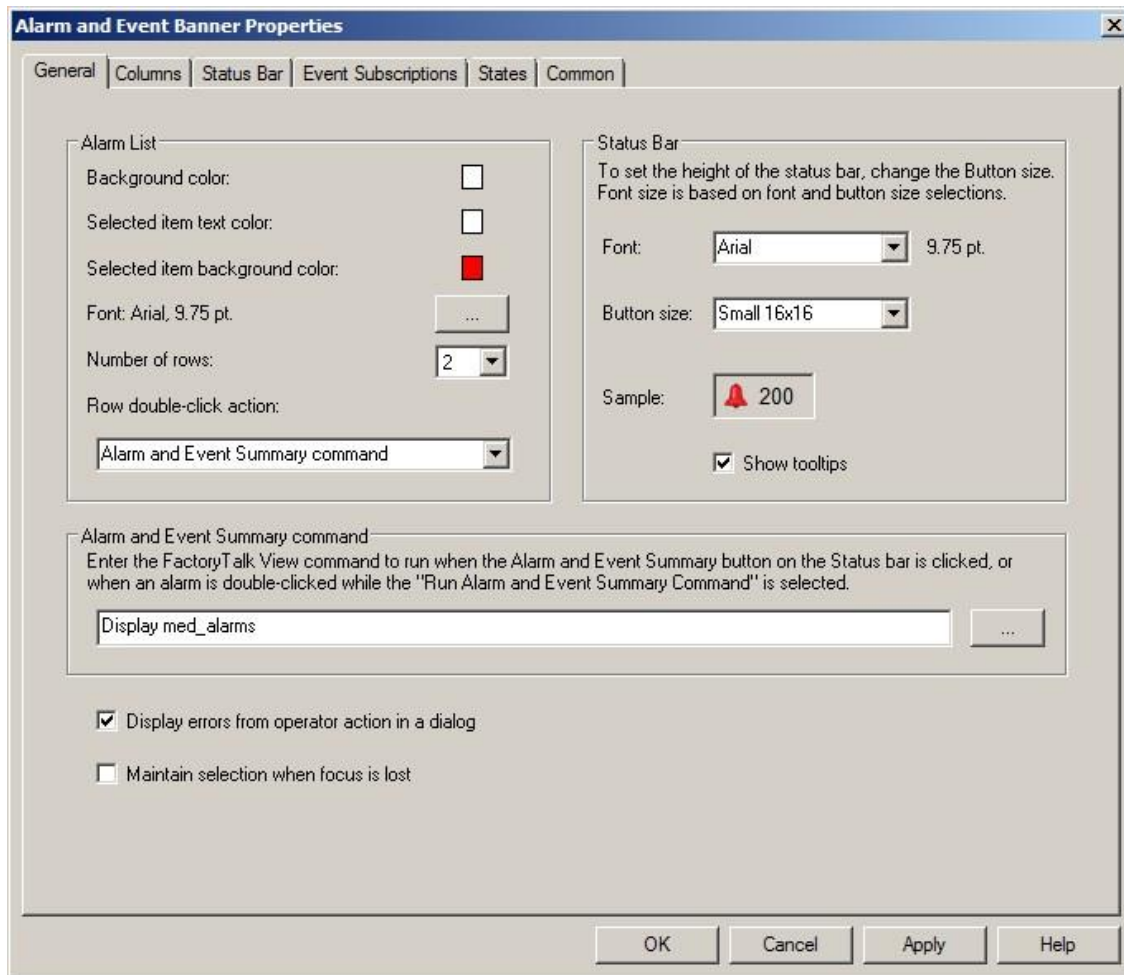 Alarm and Event Banner Properties
General Columns Status Bar Event Subscriptions States Common
Alarm List
Background color:
Selected item text color:
Selected item background color:
Font: Arial, 9.75 pt. ...
Number of rows: 2
Row double-click action:
Alarm and Event Summary command
Status Bar
To set the height of the status bar, change the Button size.
Font size is based on font and button size selections.
Font: Arial 9.75 pt.
Button size: Small 16x16
Sample: 200
Show tooltips
Alarm and Event Summary command
Enter the FactoryTalk View command to run when the Alarm and Event Summary button on the Status bar is clicked, or
when an alarm is double-clicked while the "Run Alarm and Event Summary Command" is selected.
Display med_alarms ...
Display errors from operator action in a dialog
Maintain selection when focus is lost
OK Cancel Apply Help